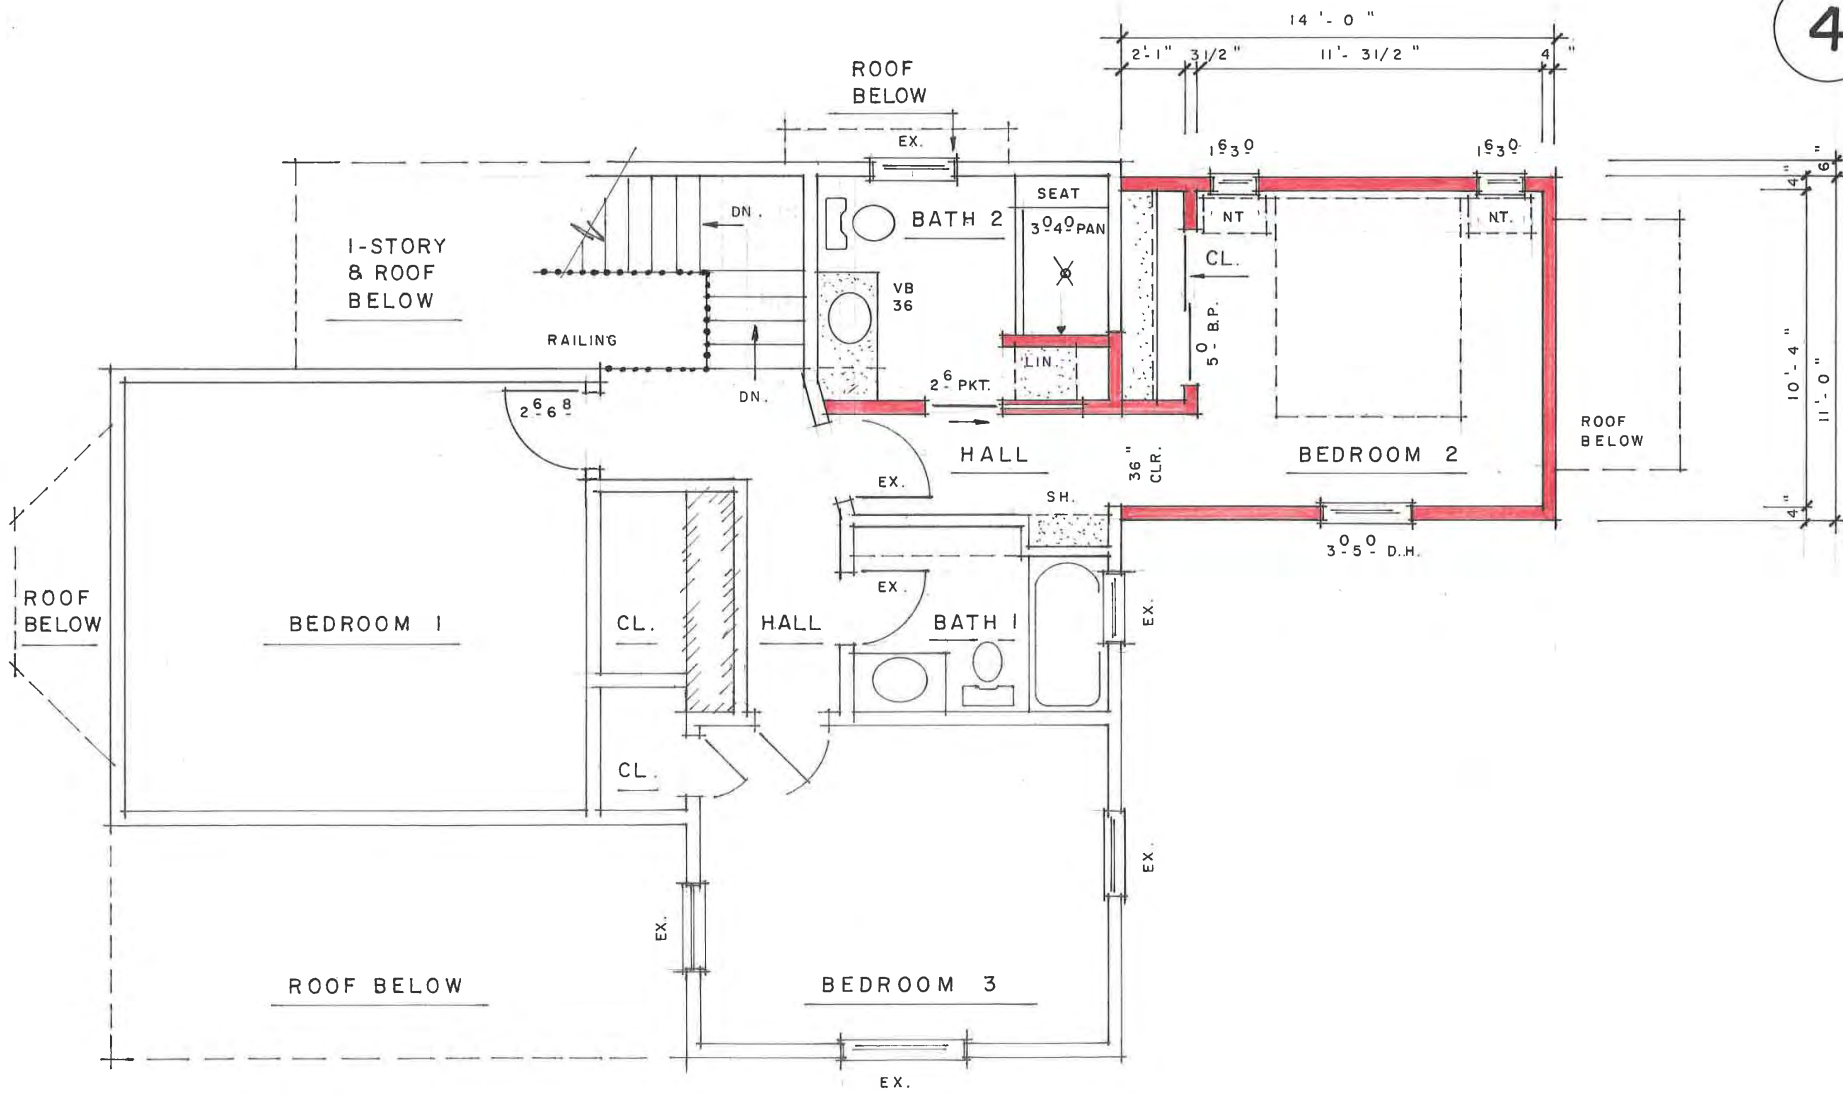 4
14'-0"
2'-1" 3 1/2" 11'-3 1/2" 4"
ROOF
BELOW
EX.
1⁶3⁰
1⁶3⁰
4"
6"
SEAT
3⁰4⁰ PAN
BATH 2
DN.
NT
NT.
1-STORY
& ROOF
BELOW
CL.
VB
36
RAILING
5⁰ B.P.
LIN
2⁶ PKT.
DN.
10'-4"
11'-0"
2⁶6⁸
ROOF
BELOW
HALL
36"
CLR.
BEDROOM 2
EX.
SH.
4"
3⁰5⁰ D.H.
EX.
EX.
ROOF
BELOW
BEDROOM 1
CL.
HALL
BATH 1
CL.
EX.
EX.
ROOF BELOW
BEDROOM 3
EX.